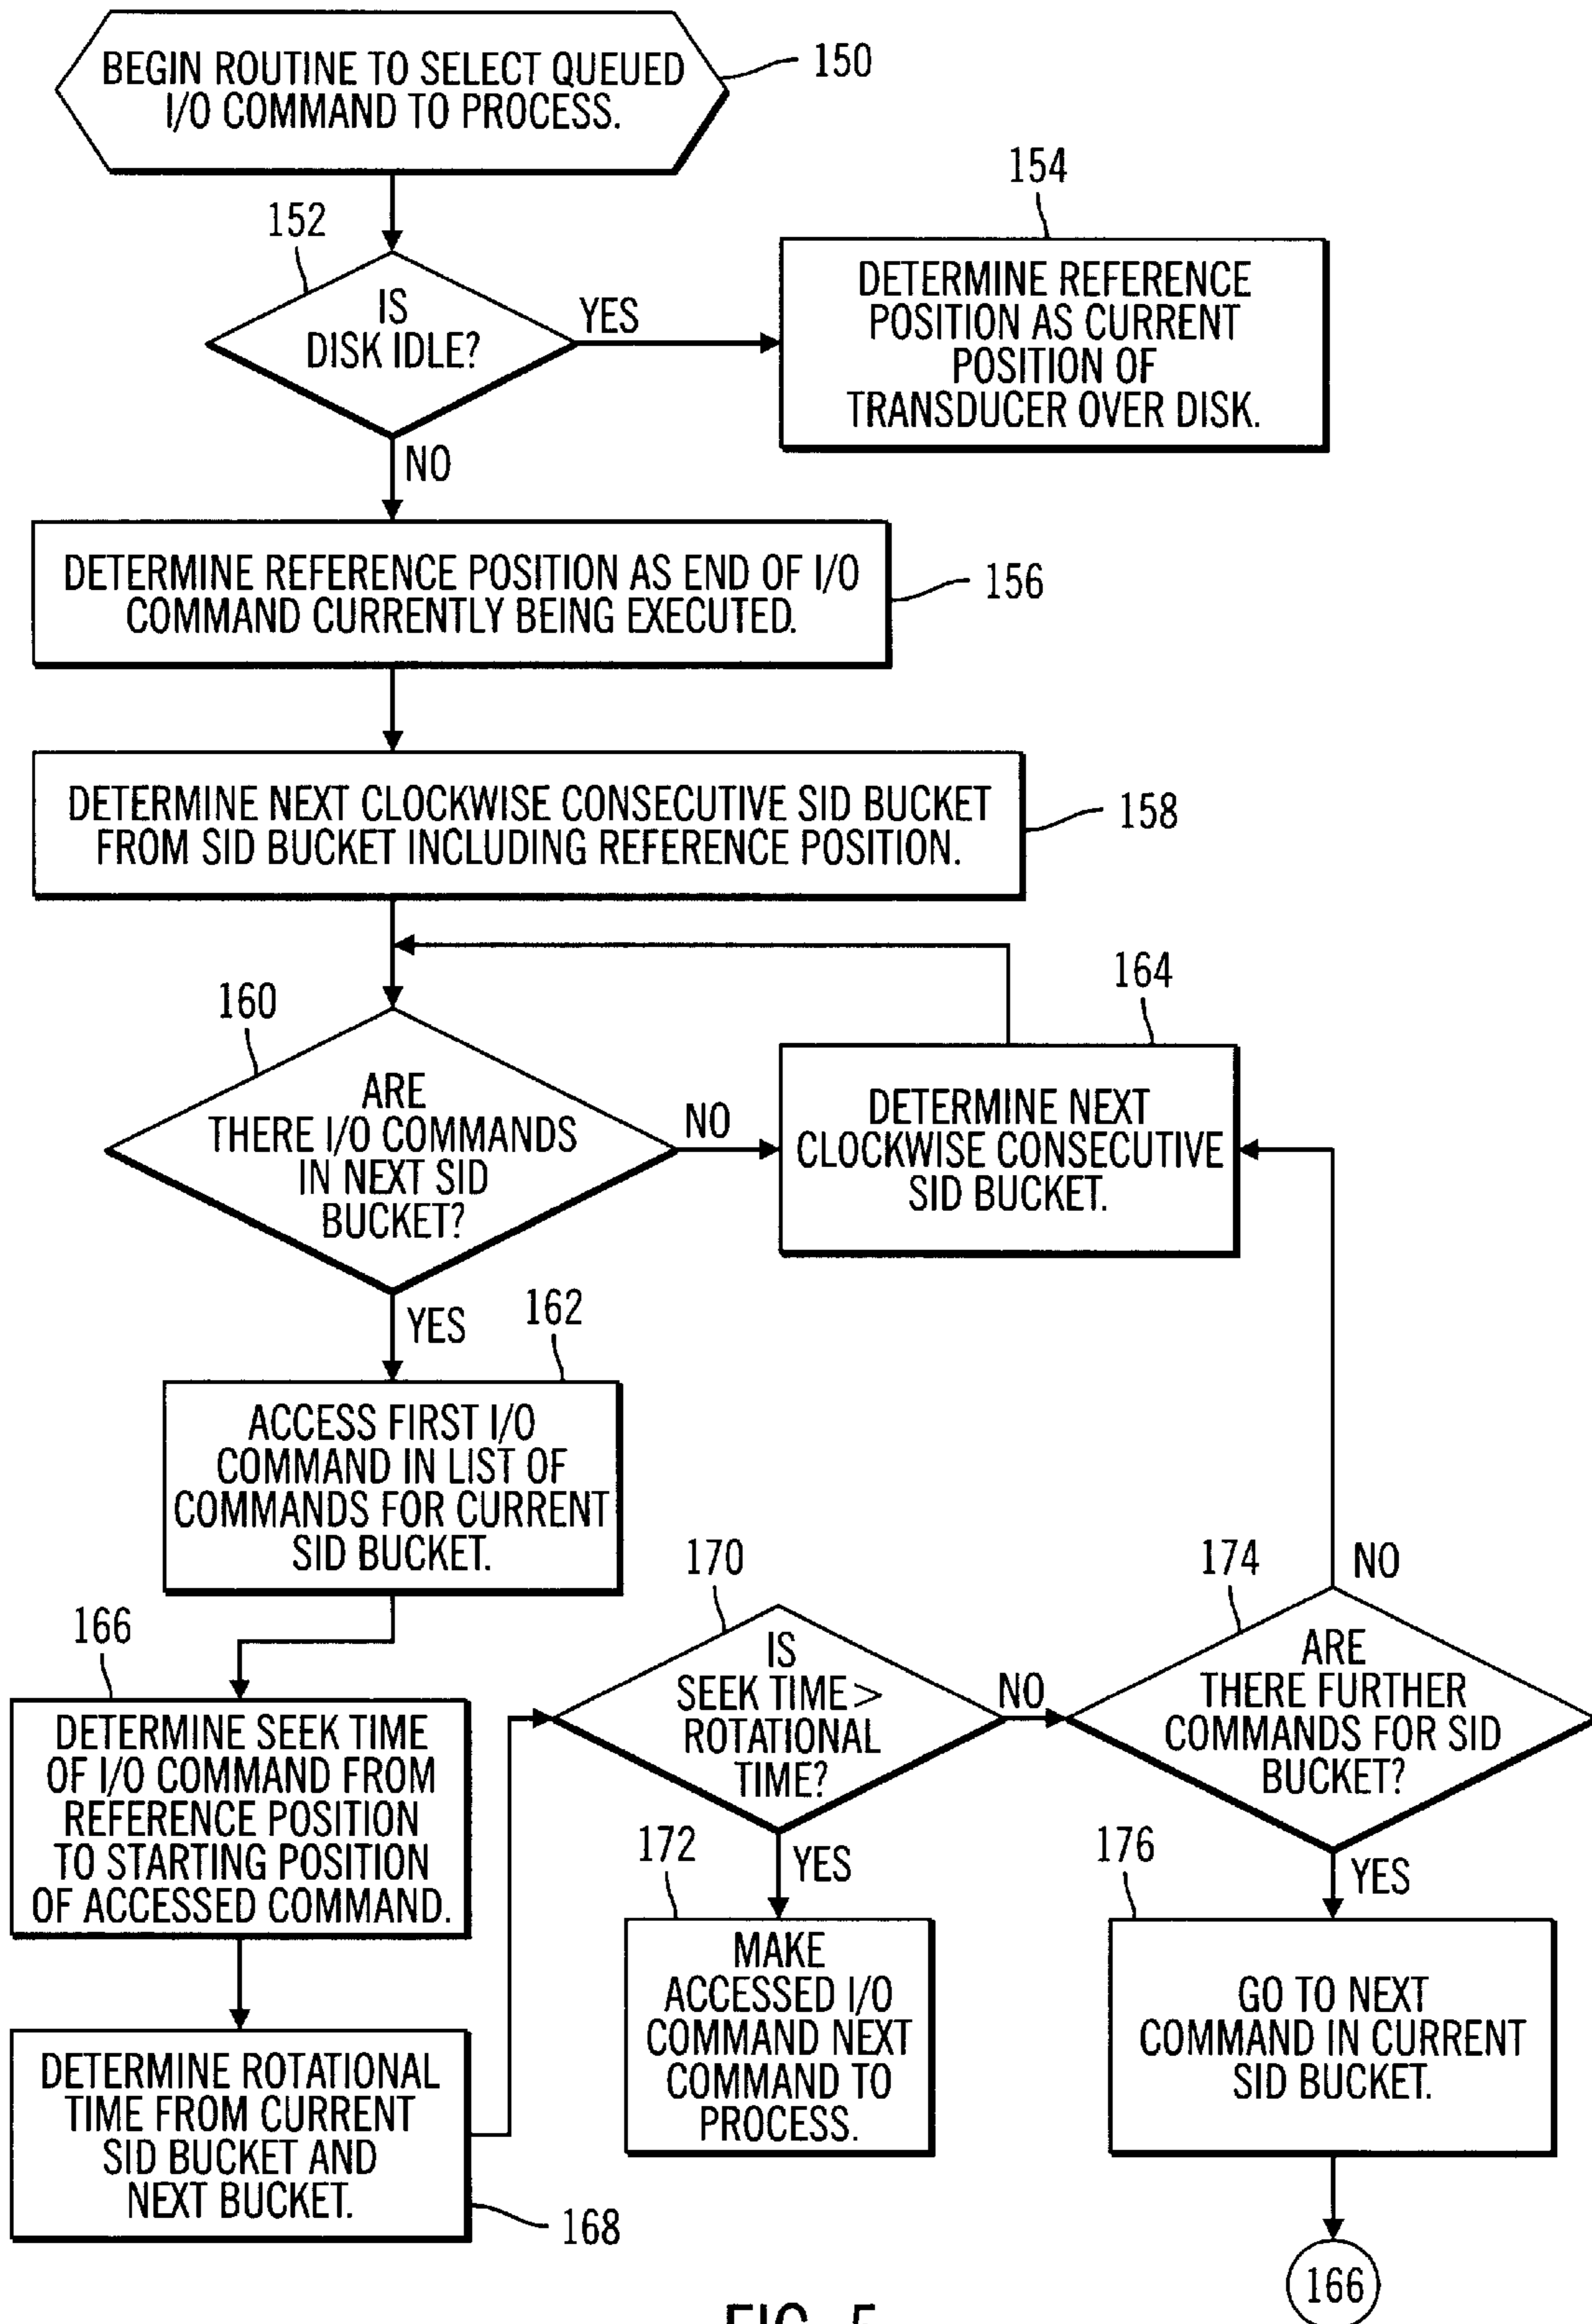 BEGIN ROUTINE TO SELECT QUEUED
I/O COMMAND TO PROCESS.
150
152
IS
DISK IDLE?
YES
NO
154
DETERMINE REFERENCE
POSITION AS CURRENT
POSITION OF
TRANSDUCER OVER DISK.
DETERMINE REFERENCE POSITION AS END OF I/O
COMMAND CURRENTLY BEING EXECUTED.
156
DETERMINE NEXT CLOCKWISE CONSECUTIVE SID BUCKET
FROM SID BUCKET INCLUDING REFERENCE POSITION.
158
160
ARE
THERE I/O COMMANDS
IN NEXT SID
BUCKET?
NO
YES
164
DETERMINE NEXT
CLOCKWISE CONSECUTIVE
SID BUCKET.
162
ACCESS FIRST I/O
COMMAND IN LIST OF
COMMANDS FOR CURRENT
SID BUCKET.
166
DETERMINE SEEK TIME
OF I/O COMMAND FROM
REFERENCE POSITION
TO STARTING POSITION
OF ACCESSED COMMAND.
DETERMINE ROTATIONAL
TIME FROM CURRENT
SID BUCKET AND
NEXT BUCKET.
168
170
IS
SEEK TIME >
ROTATIONAL
TIME?
NO
YES
172
MAKE
ACCESSED I/O
COMMAND NEXT
COMMAND TO
PROCESS.
174
NO
ARE
THERE FURTHER
COMMANDS FOR SID
BUCKET?
YES
176
GO TO NEXT
COMMAND IN CURRENT
SID BUCKET.
166
FIG. 5